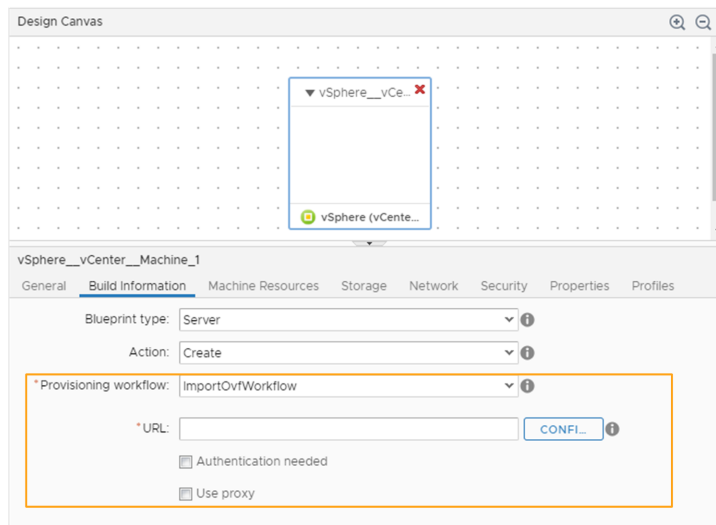 Design Canvas
vSphere__vCe...
vSphere (vCente...
vSphere__vCenter__Machine_1
General Build Information Machine Resources Storage Network Security Properties Profiles
Blueprint type: Server
Action: Create
*Provisioning workflow: ImportOvfWorkflow
*URL: CONFI...
Authentication needed
Use proxy